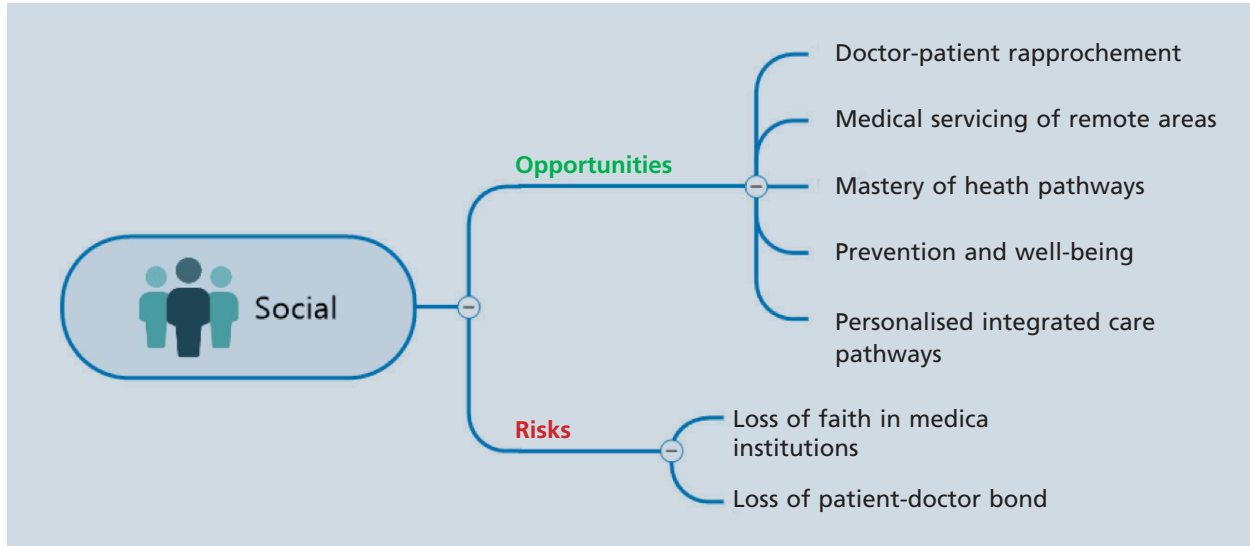 Social
Opportunities
Doctor-patient rapprochement
Medical servicing of remote areas
Mastery of heath pathways
Prevention and well-being
Personalised integrated care
pathways
Risks
Loss of faith in medica
institutions
Loss of patient-doctor bond